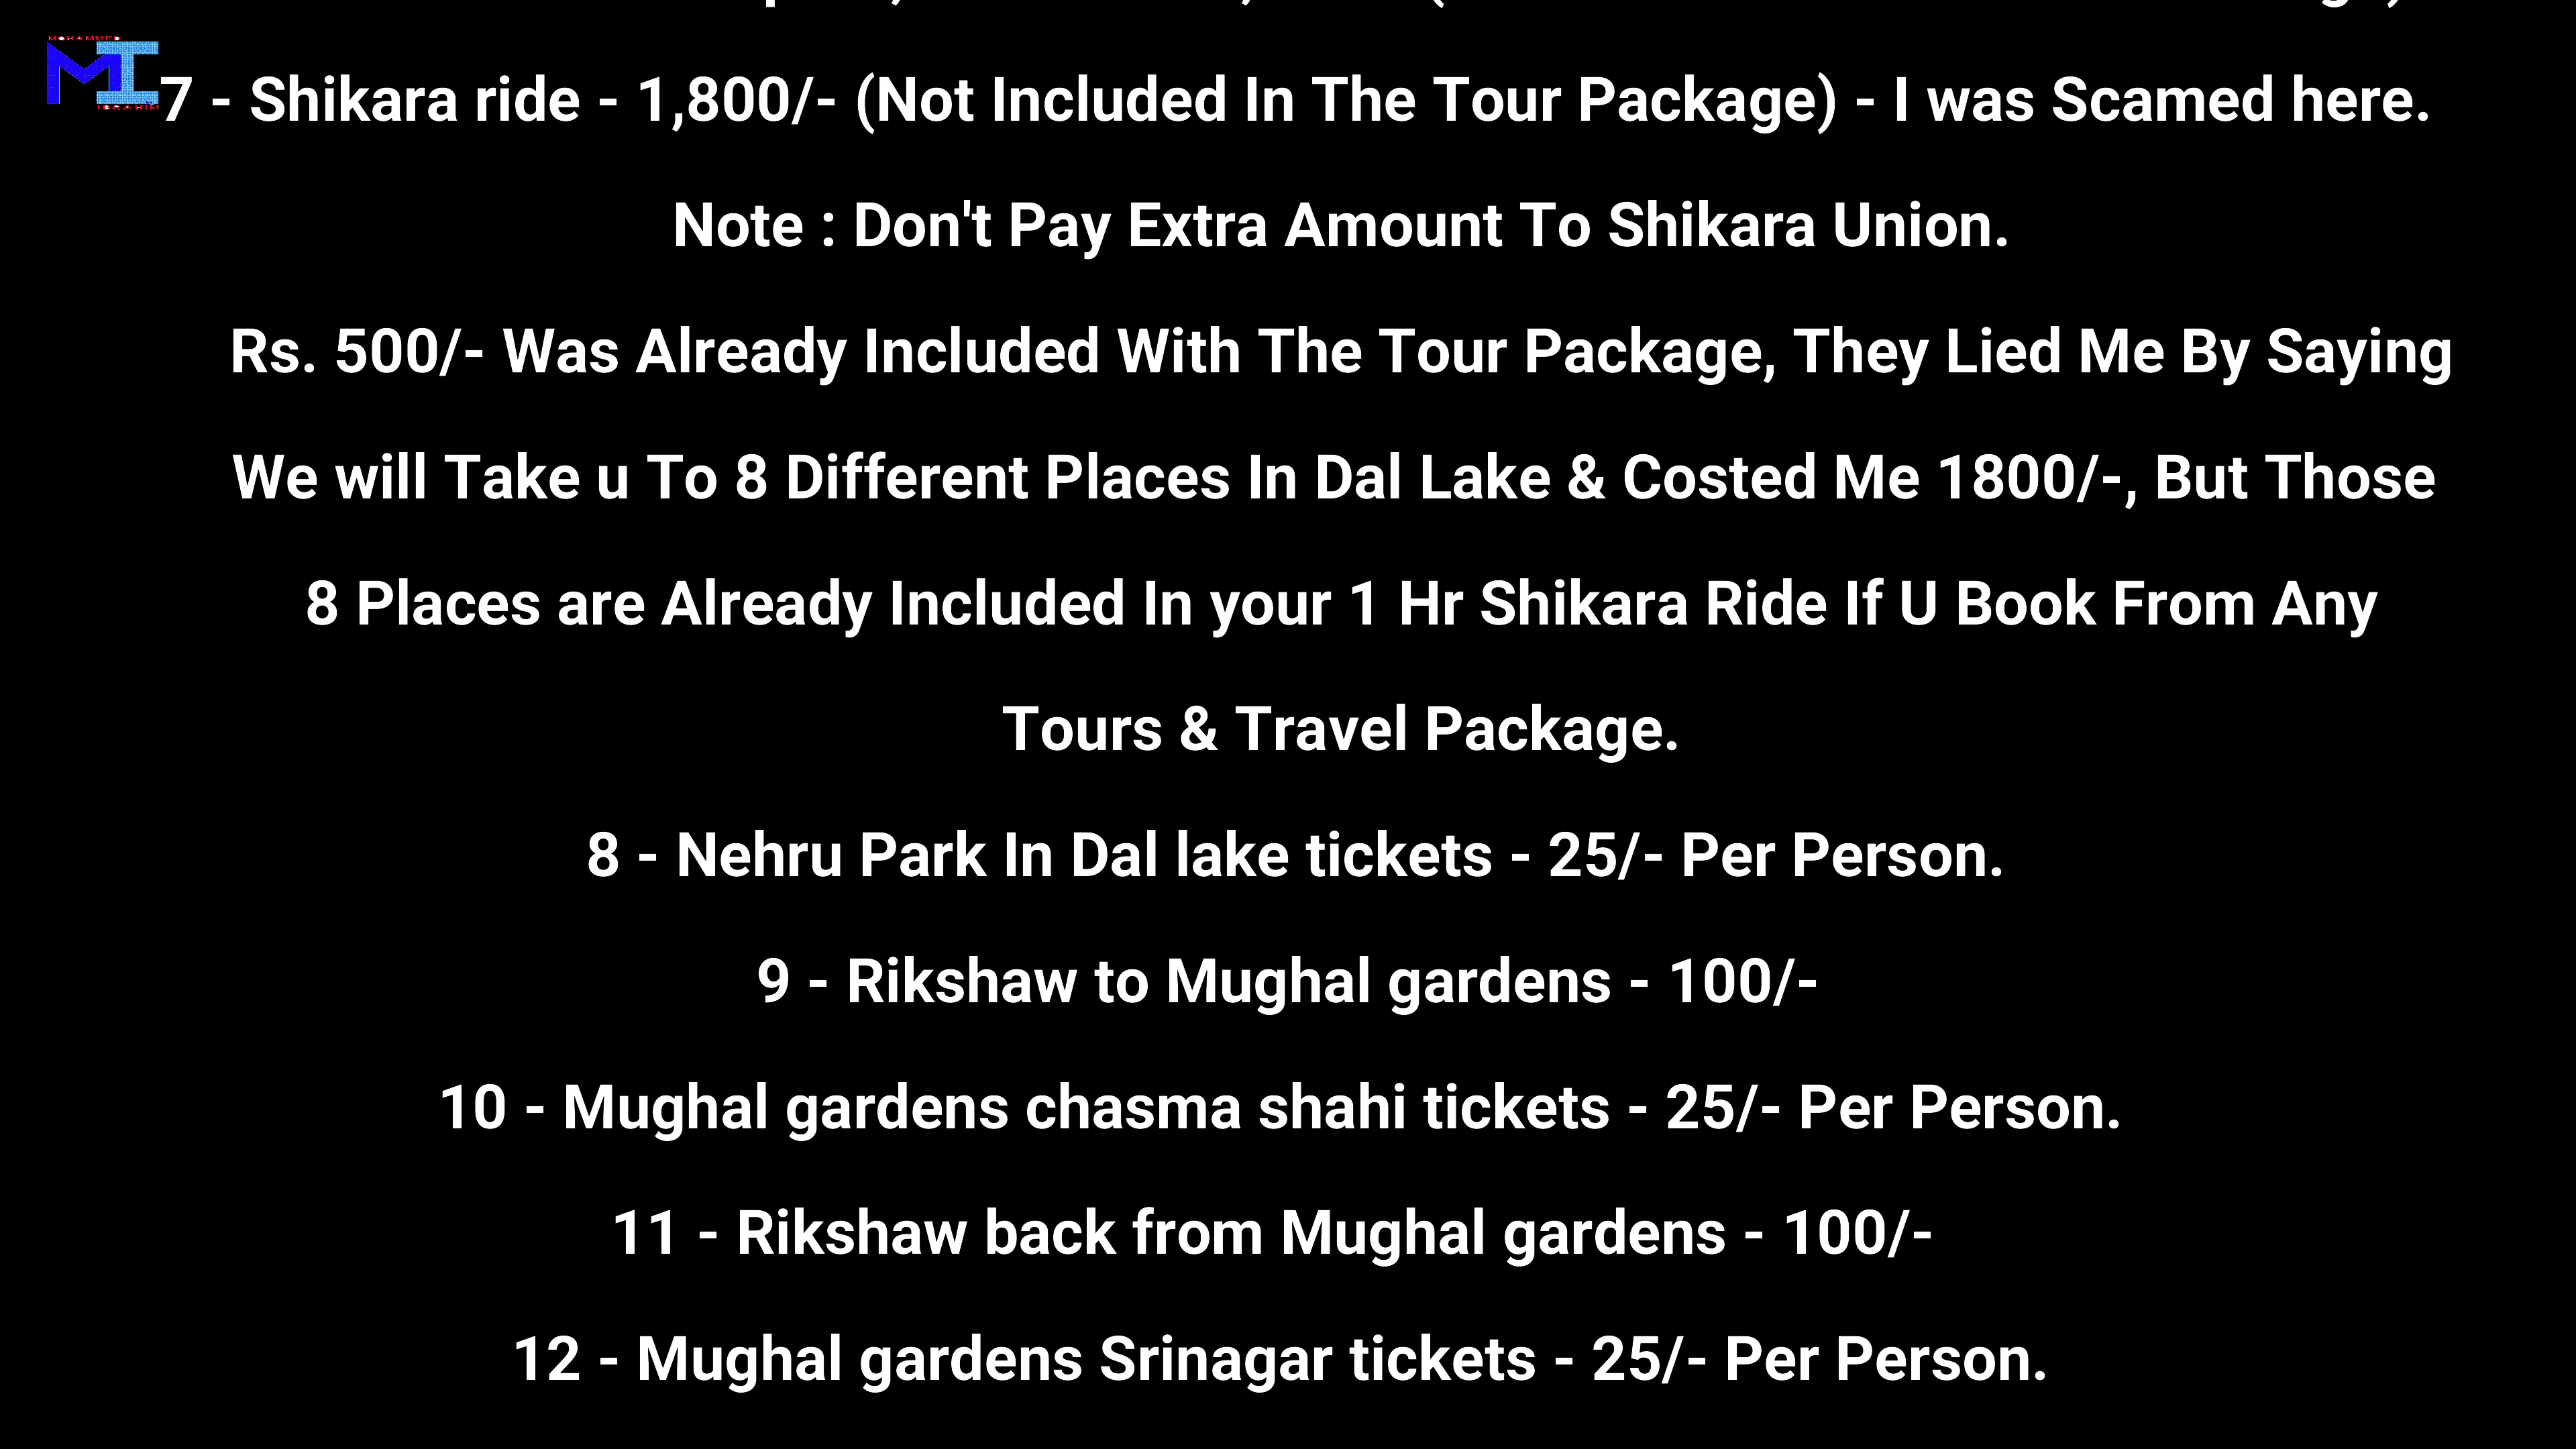 MOHAMMED
MI
IBRAHIM
7 - Shikara ride - 1,800/- (Not Included In The Tour Package) - I was Scamed here.
Note : Don't Pay Extra Amount To Shikara Union.
Rs. 500/- Was Already Included With The Tour Package, They Lied Me By Saying
We will Take u To 8 Different Places In Dal Lake & Costed Me 1800/-, But Those
8 Places are Already Included In your 1 Hr Shikara Ride If U Book From Any
Tours & Travel Package.
8 - Nehru Park In Dal lake tickets - 25/- Per Person.
9 - Rikshaw to Mughal gardens - 100/-
10 - Mughal gardens chasma shahi tickets - 25/- Per Person.
11 - Rikshaw back from Mughal gardens - 100/-
12 - Mughal gardens Srinagar tickets - 25/- Per Person.